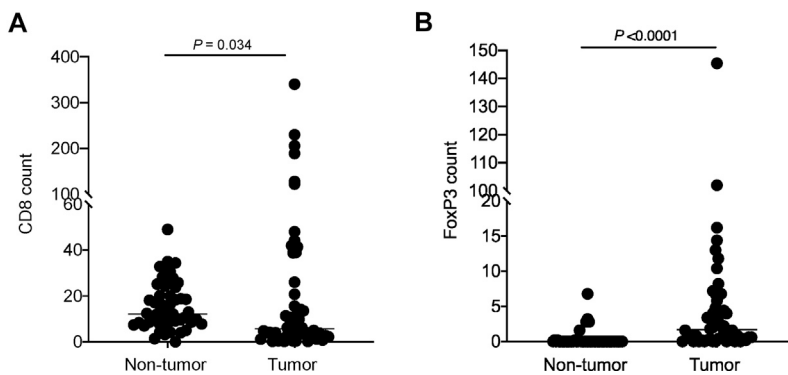 A
P = 0.034
400
300
200
100
60
40
20
0
CD8 count
Non-tumor
Tumor
B
P <0.0001
150
140
130
120
110
100
20
15
10
5
0
FoxP3 count
Non-tumor
Tumor